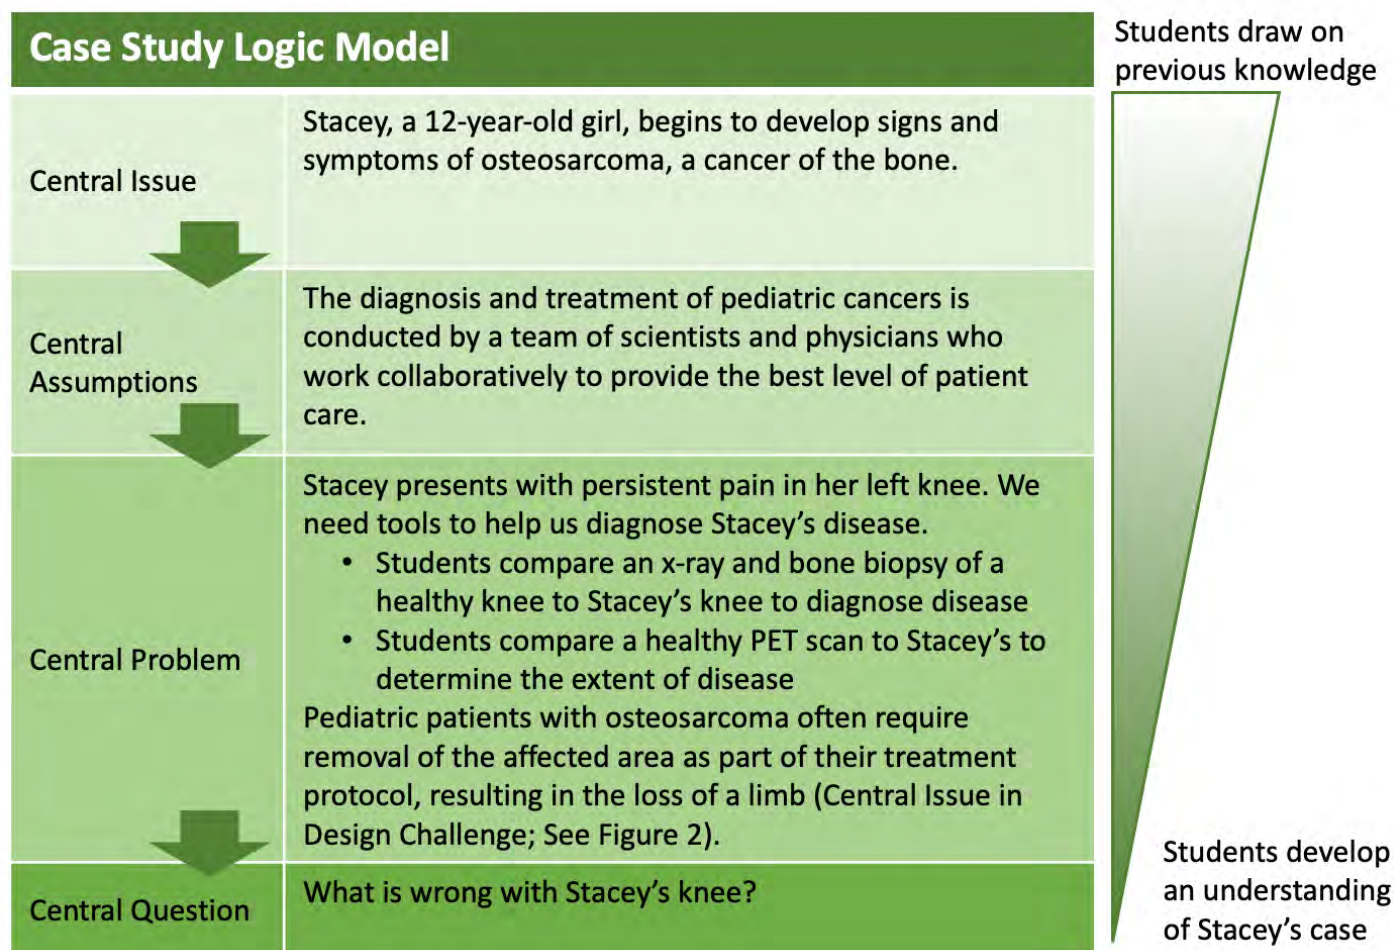 Case Study Logic Model
Students draw on
previous knowledge
Central Issue
Stacey, a 12-year-old girl, begins to develop signs and
symptoms of osteosarcoma, a cancer of the bone.
Central
Assumptions
The diagnosis and treatment of pediatric cancers is
conducted by a team of scientists and physicians who
work collaboratively to provide the best level of patient
care.
Central Problem
Stacey presents with persistent pain in her left knee. We
need tools to help us diagnose Stacey’s disease.
• Students compare an x-ray and bone biopsy of a
healthy knee to Stacey’s knee to diagnose disease
• Students compare a healthy PET scan to Stacey’s to
determine the extent of disease
Pediatric patients with osteosarcoma often require
removal of the affected area as part of their treatment
protocol, resulting in the loss of a limb (Central Issue in
Design Challenge; See Figure 2).
Central Question
What is wrong with Stacey’s knee?
Students develop
an understanding
of Stacey’s case